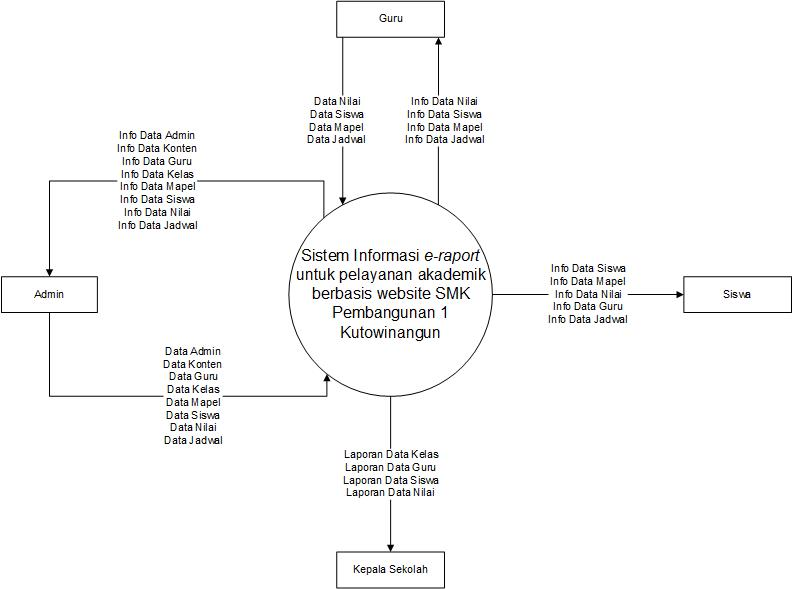 Guru
Data Nilai
Data Siswa
Data Mapel
Data Jadwal
Info Nilai
Info Siswa
Info Mapel
Info Jadwal
Info Data Admin
Info Data Konten
Info Data Guru
Info Data Kelas
Info Data Mapel
Info Data Siswa
Info Data Nilai
Info Data Jadwal
Sistem Informasi e-raport
untuk pelayanan akademik
berbasis website SMK
Pembangunan 1
Kutowinangun
Info Data Siswa
Info Data Mapel
Info Data Nilai
Info Data Guru
Info Data Jadwal
Siswa
Admin
Data Admin
Data Konten
Data Guru
Data Kelas
Data Mapel
Data Siswa
Data Nilai
Data Jadwal
Laporan Data Kelas
Laporan Data Guru
Laporan Data Siswa
Laporan Data Nilai
Kepala Sekolah